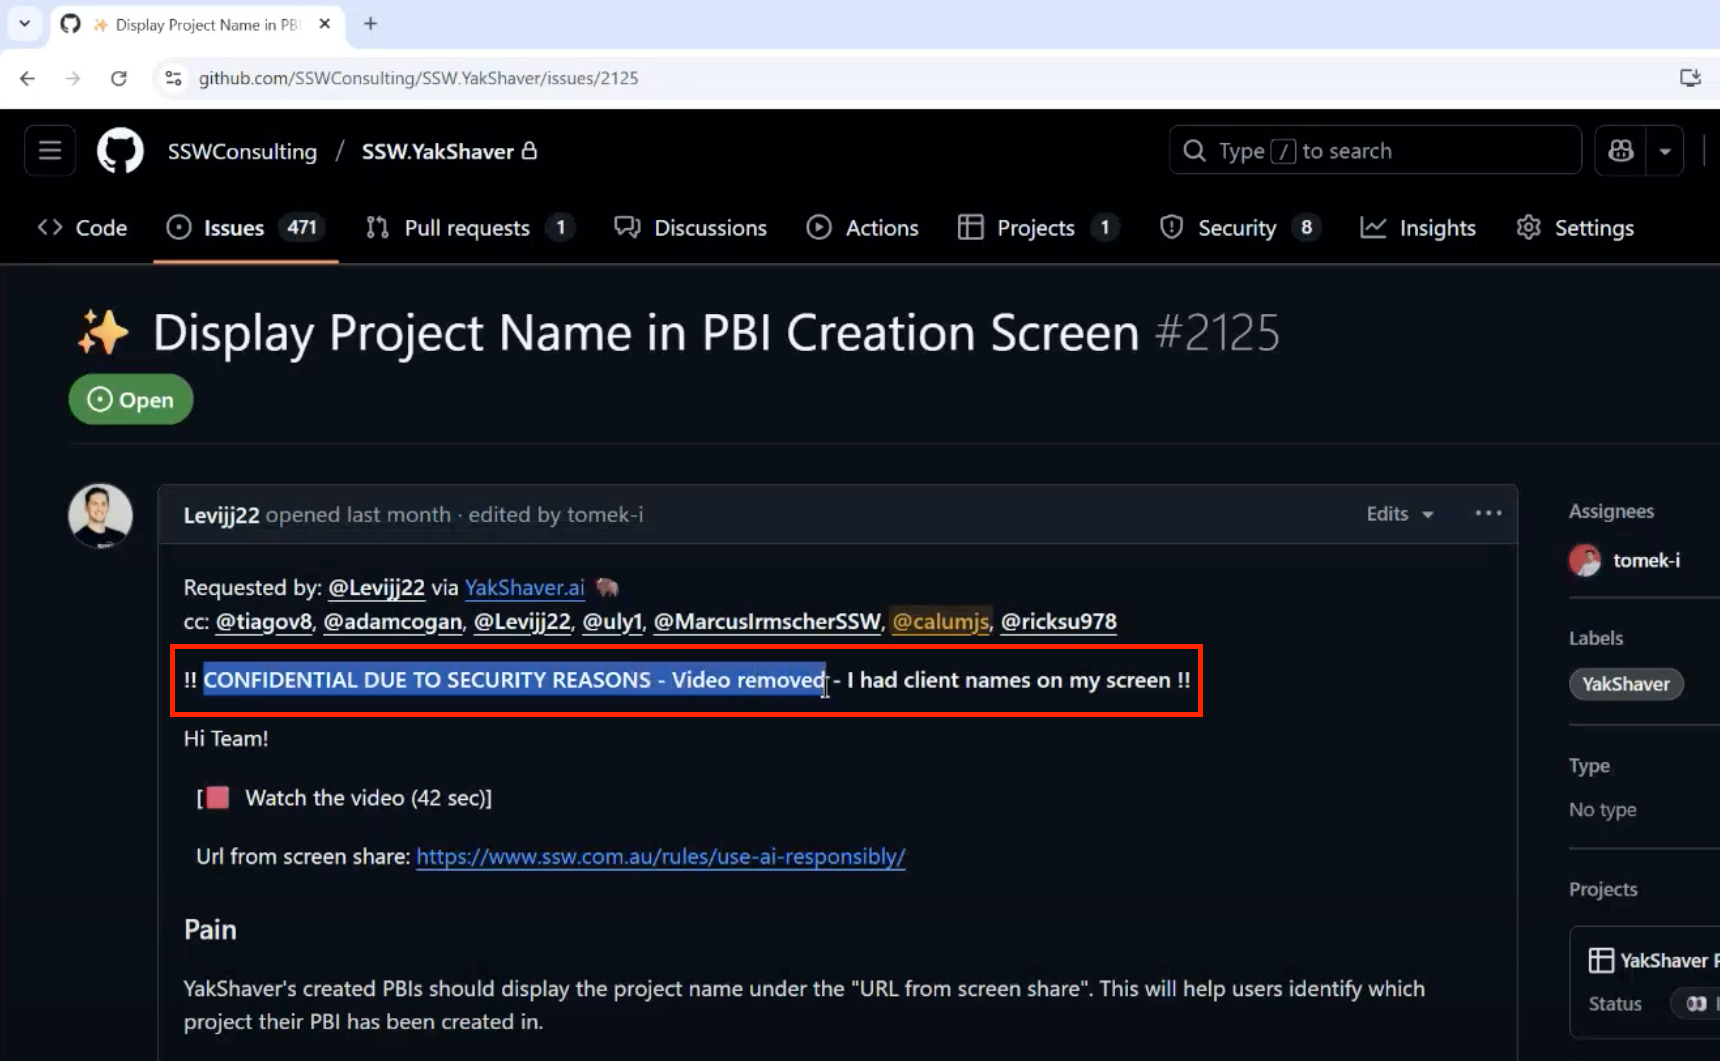 Display Project Name in PB
github.com/SSWConsulting/SSW.YakShaver/issues/2125
SSWConsulting / SSW.YakShaver
Type / to search
Code
Issues 471
Pull requests 1
Discussions
Actions
Projects 1
Security 8
Insights
Settings
Display Project Name in PBI Creation Screen #2125
Open
Levijj22 opened last month · edited by tomek-i
Edits
Requested by: @Levijj22 via YakShaver.ai
cc: @tiagov8, @adamcogan, @Levijj22, @uly1, @MarcusIrmscherSSW, @calumjs, @ricksu978
!! CONFIDENTIAL DUE TO SECURITY REASONS - Video removed - I had client names on my screen !!
Hi Team!
[ Watch the video (42 sec)]
Url from screen share: https://www.ssw.com.au/rules/use-ai-responsibly/
Pain
YakShaver's created PBIs should display the project name under the "URL from screen share". This will help users identify which
project their PBI has been created in.
Assignees
tomek-i
Labels
YakShaver
Type
No type
Projects
YakShaver
Status